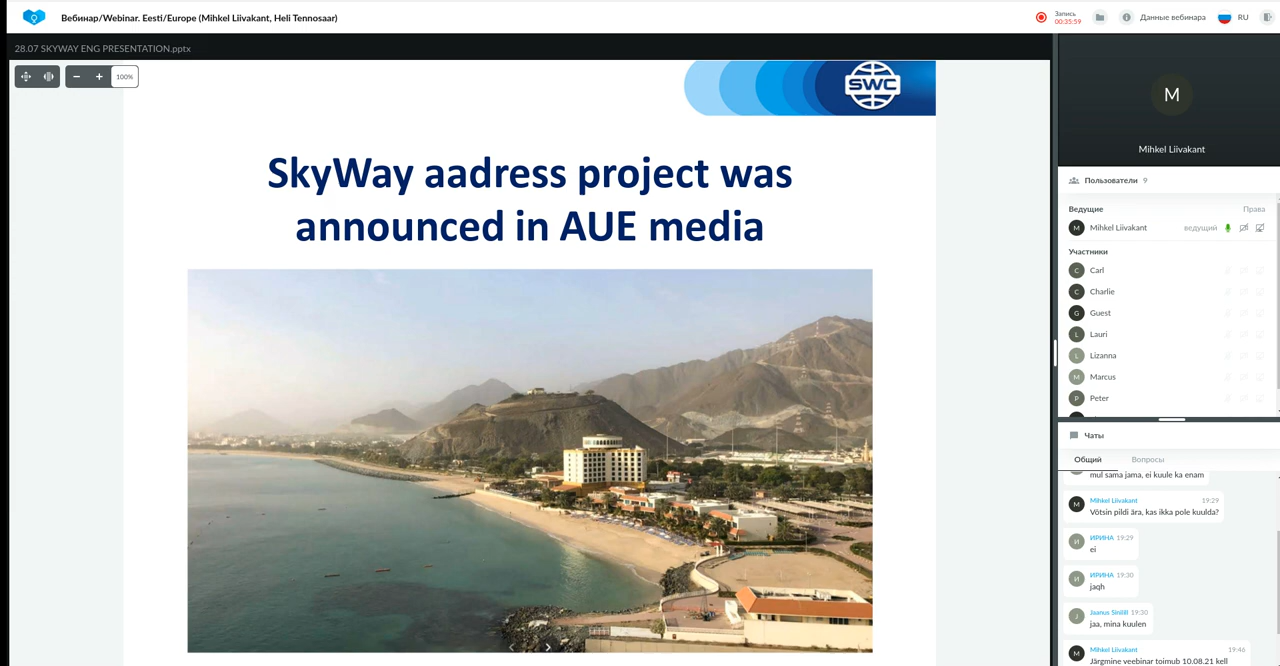 Вебинар/Webinar. Eesti/Europe (Mihkel Liivakant, Heli Tennosaar)
Запись
00:35:59
Данные вебинара
RU
28.07 SKYWAY ENG PRESENTATION.pptx
100%
SWC
SkyWay aadress project was
announced in AUE media
M
Mihkel Liivakant
Пользователи 9
Ведущие Права
M Mihkel Liivakant ведущий
Участники
C Carl
C Charlie
G Guest
L Lauri
L Lizanna
M Marcus
P Peter
Чаты
Общий Вопросы
mul sama jama, ei kuule ka enam
M Mihkel Liivakant 19:29
Võtsin pildi ära, kas ikka pole kuulda?
И ИРИНА 19:29
ei
И ИРИНА 19:30
jaqh
J Jaanus Sinilill 19:30
jaa, mina kuulen
M Mihkel Liivakant 19:46
Järgmine veebinar toimub 10.08.21 kell